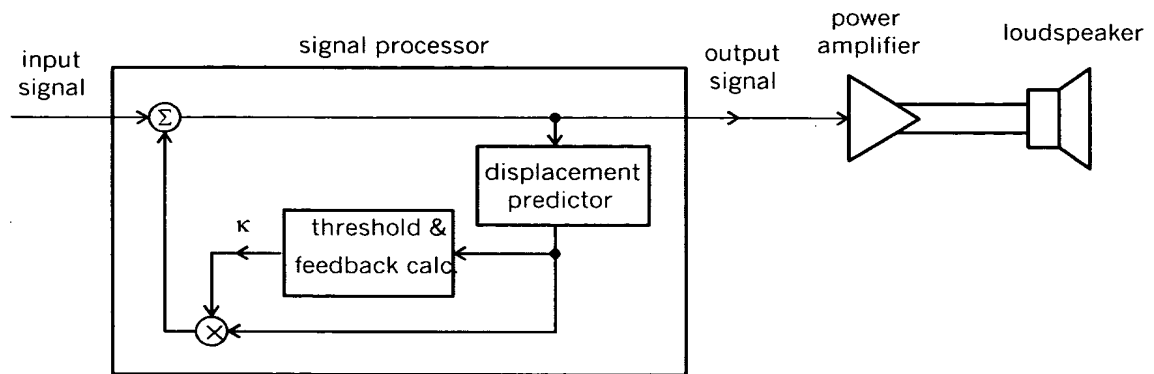 power
amplifier
loudspeaker
signal processor
input
signal
output
signal
Σ
displacement
predictor
κ
threshold &
feedback calc.
×